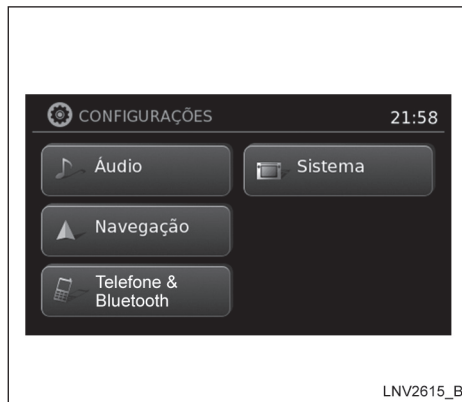 CONFIGURAÇÕES 21:58
Áudio
Sistema
Navegação
Telefone &
Bluetooth
LNV2615_B